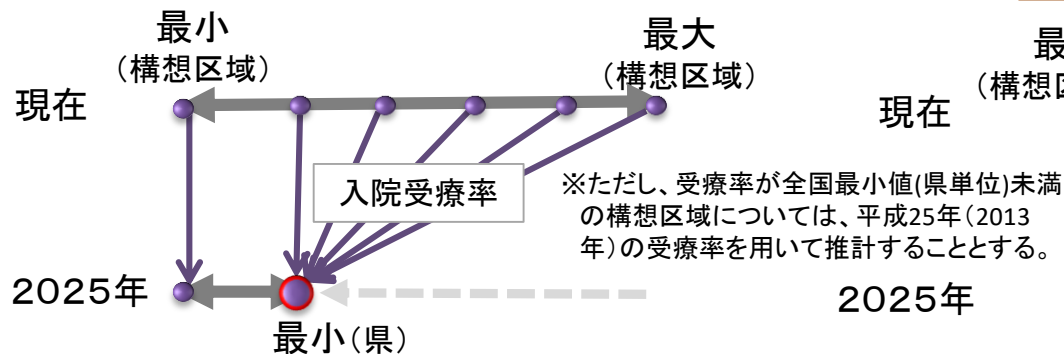 最小
(構想区域)
最大
(構想区域)
現在
入院受療率
※ただし、受療率が全国最小値(県単位)未満
の構想区域については、平成25年(2013
年)の受療率を用いて推計することとする。
2025年
最小(県)
最
(構想区
現在
2025年